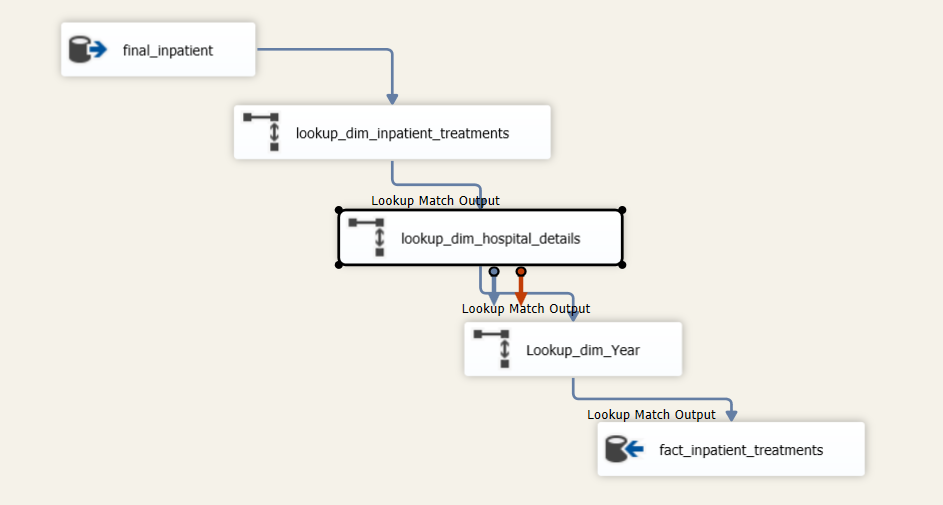 final_inpatient
lookup_dim_inpatient_treatments
Lookup Match Output
lookup_dim_hospital_details
Lookup Match Output
Lookup_dim_Year
Lookup Match Output
fact_inpatient_treatments